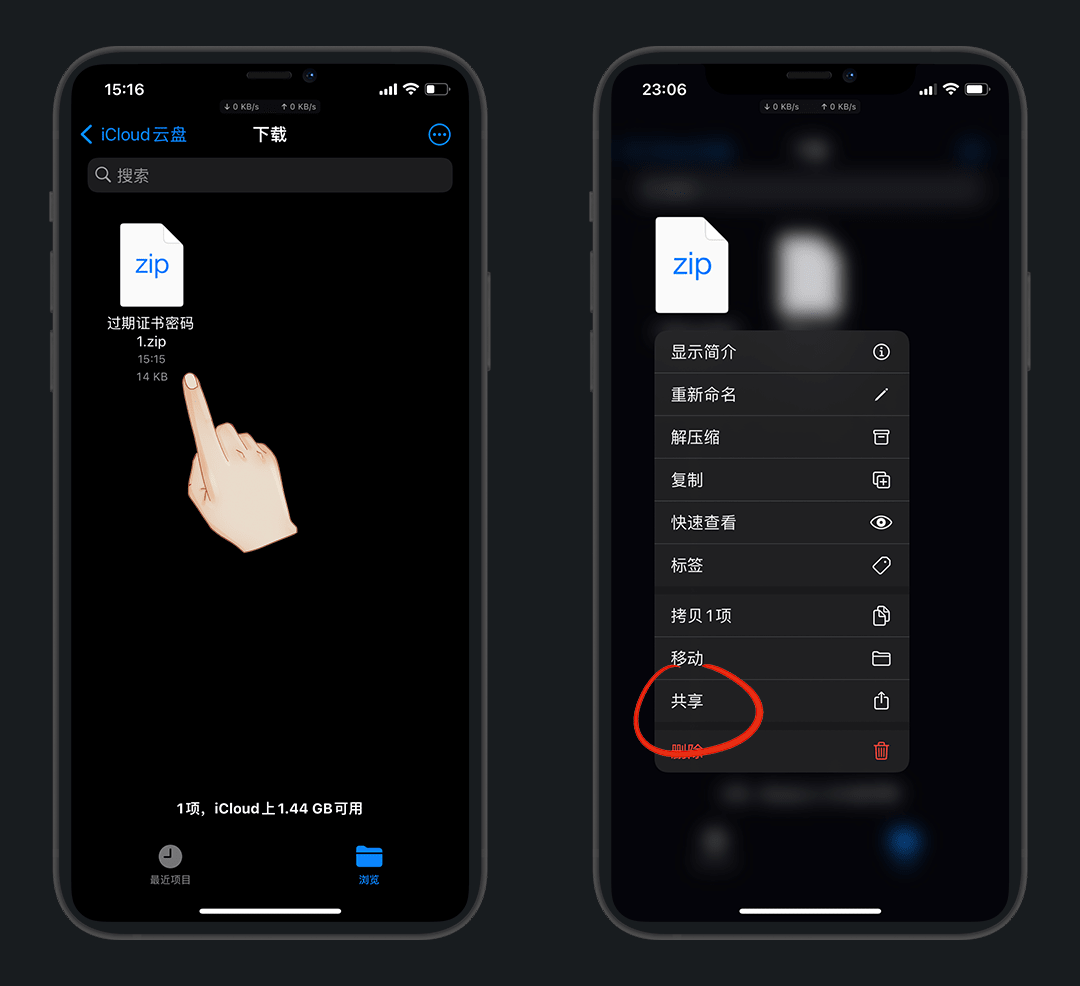 15:16
↓ 0 KB/s ↑ 0 KB/s
iCloud云盘
下载
搜索
zip
过期证书密码
1.zip
15:15
14 KB
1项，iCloud上1.44 GB可用
最近项目
浏览
23:06
↓ 0 KB/s ↑ 0 KB/s
zip
显示简介
重新命名
解压缩
复制
快速查看
标签
拷贝1项
移动
共享
删除